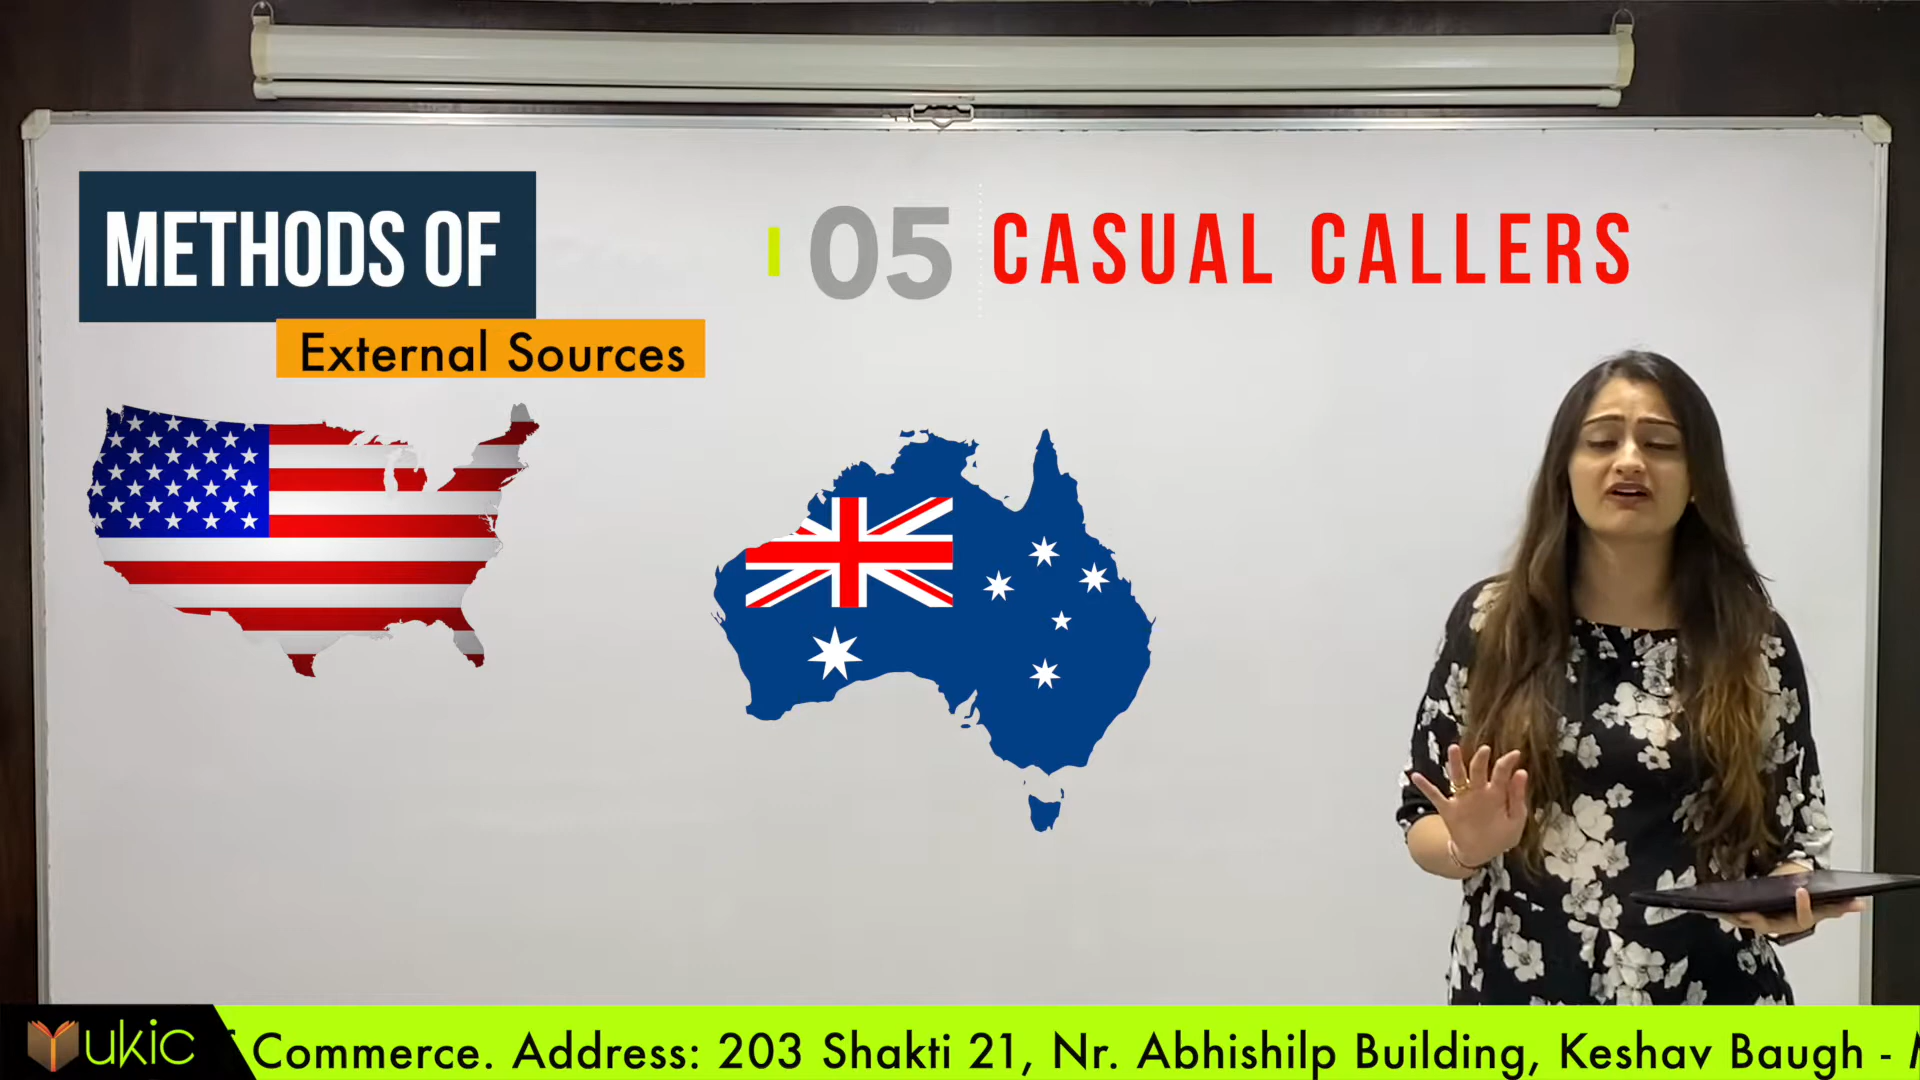 METHODS OF
External Sources
05 CASUAL CALLERS
ukic
Commerce. Address: 203 Shakti 21, Nr. Abhishilp Building, Keshav Baugh -